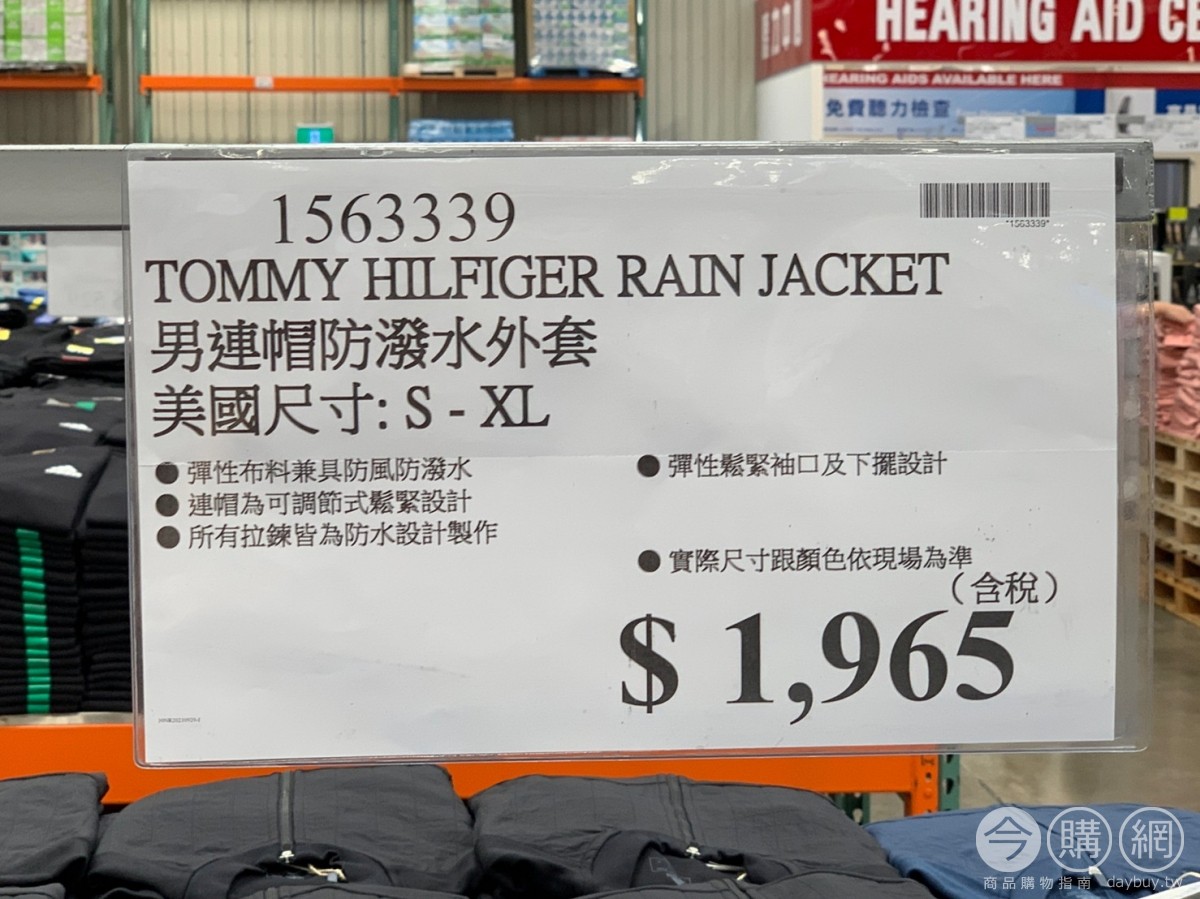 HEARING AID CE
EARING AIDS AVAILABLE HERE
免費聽力檢查
1563339
*1563339*
TOMMY HILFIGER RAIN JACKET
男連帽防潑水外套
美國尺寸: S - XL
● 彈性布料兼具防風防潑水
● 連帽為可調節式鬆緊設計
● 所有拉鍊皆為防水設計製作
● 彈性鬆緊袖口及下擺設計
● 實際尺寸跟顏色依現場為準
（含稅）
$ 1,965
今購網
商品購物指南 daybuy.tw